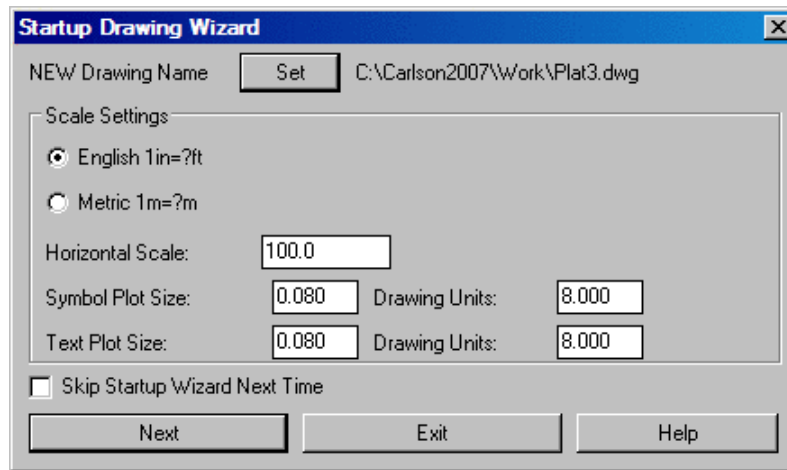 Startup Drawing Wizard
NEW Drawing Name Set C:\Carlson2007\Work\Plat3.dwg
Scale Settings
English 1in=?ft
Metric 1m=?m
Horizontal Scale: 100.0
Symbol Plot Size: 0.080 Drawing Units: 8.000
Text Plot Size: 0.080 Drawing Units: 8.000
Skip Startup Wizard Next Time
Next Exit Help